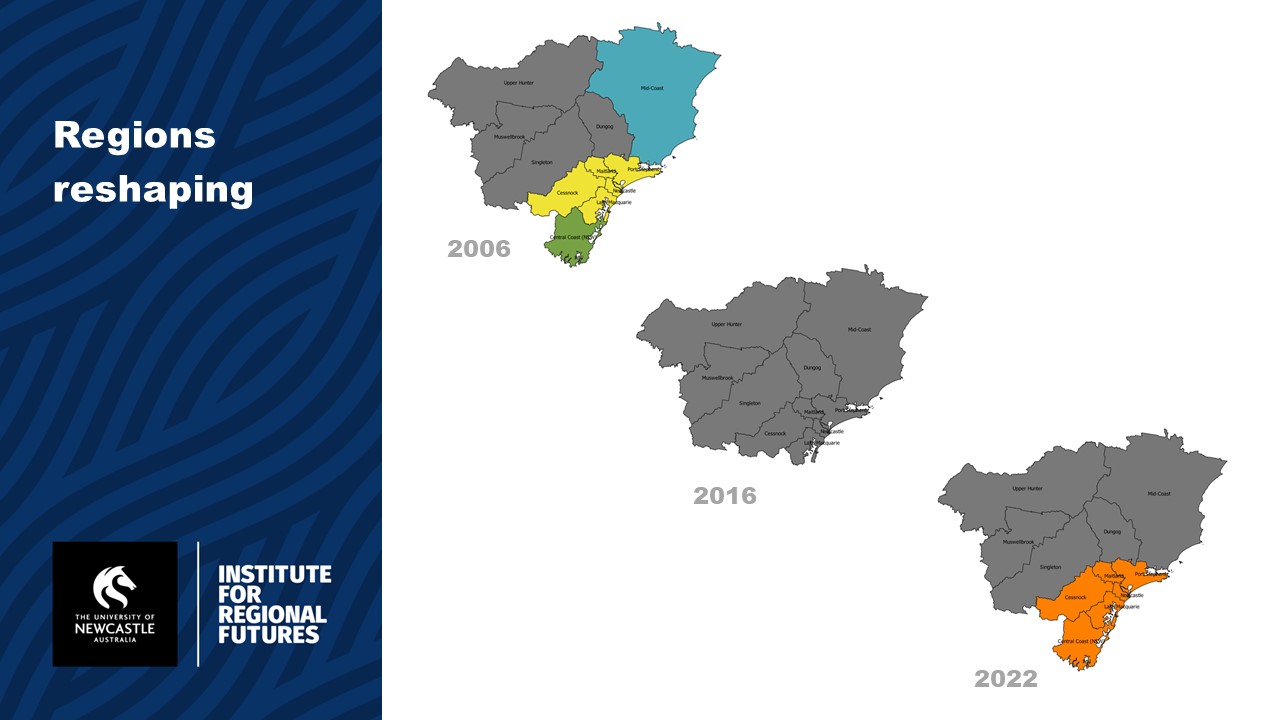 Regions
reshaping
THE UNIVERSITY OF
NEWCASTLE
AUSTRALIA
INSTITUTE
FOR
REGIONAL
FUTURES
Upper Hunter
Mid-Coast
Dungog
Muswellbrook
Singleton
Maitland
Port Stephens
Cessnock
Newcastle
Lake Macquarie
Central Coast (NSW)
2006
Upper Hunter
Mid-Coast
Dungog
Muswellbrook
Singleton
Maitland
Port Stephens
Cessnock
Newcastle
Lake Macquarie
2016
Upper Hunter
Mid-Coast
Dungog
Muswellbrook
Singleton
Maitland
Port Stephens
Cessnock
Newcastle
Lake Macquarie
Central Coast (NSW)
2022